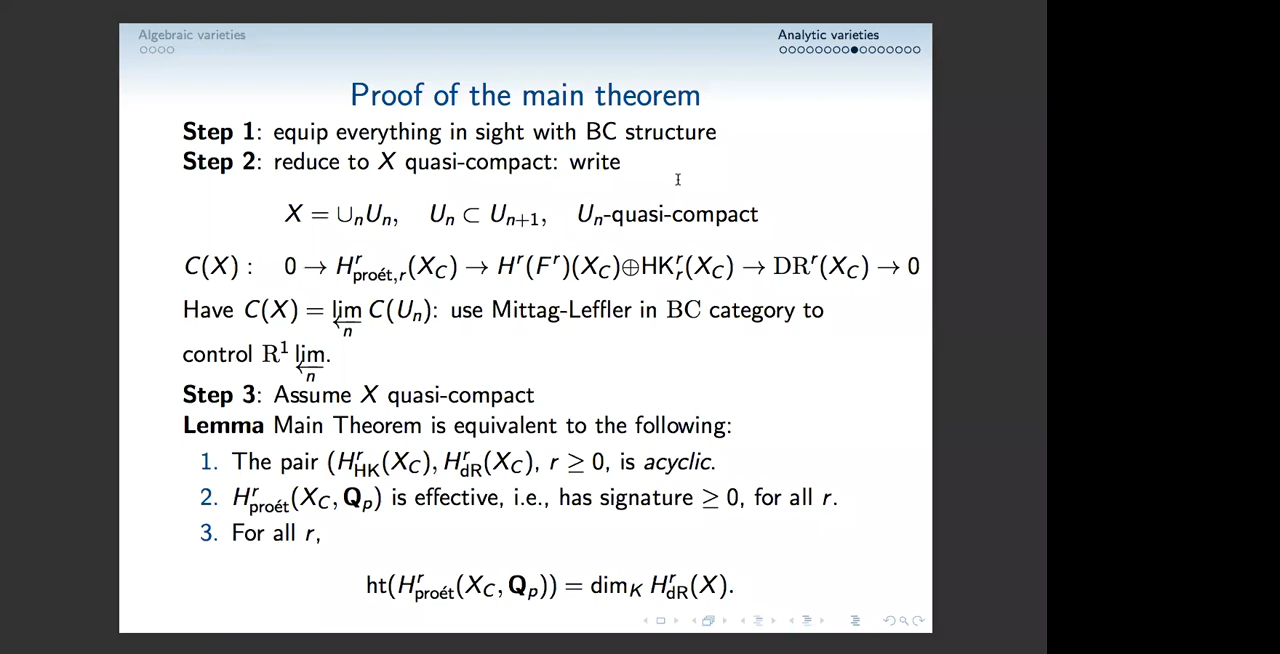 Algebraic varieties
Analytic varieties
Proof of the main theorem
Step 1: equip everything in sight with BC structure
Step 2: reduce to X quasi-compact: write
X = ∪ₙUₙ, Uₙ ⊂ Uₙ₊₁, Uₙ-quasi-compact
C(X) : 0 → H^r_{proét,r}(X_C) → H^r(F^r)(X_C)⊕HK^r_r(X_C) → DR^r(X_C) → 0
Have C(X) = lim←_n C(Uₙ): use Mittag-Leffler in BC category to
control R¹ lim←_n.
Step 3: Assume X quasi-compact
Lemma Main Theorem is equivalent to the following:
1. The pair (H^r_{HK}(X_C), H^r_{dR}(X_C), r ≥ 0, is acyclic.
2. H^r_{proét}(X_C, Q_p) is effective, i.e., has signature ≥ 0, for all r.
3. For all r,
ht(H^r_{proét}(X_C, Q_p)) = dim_K H^r_{dR}(X).